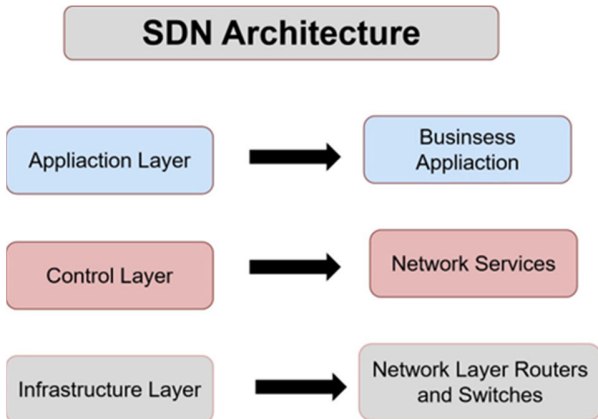 SDN Architecture
Appliaction Layer
Businsess
Appliaction
Control Layer
Network Services
Infrastructure Layer
Network Layer Routers
and Switches